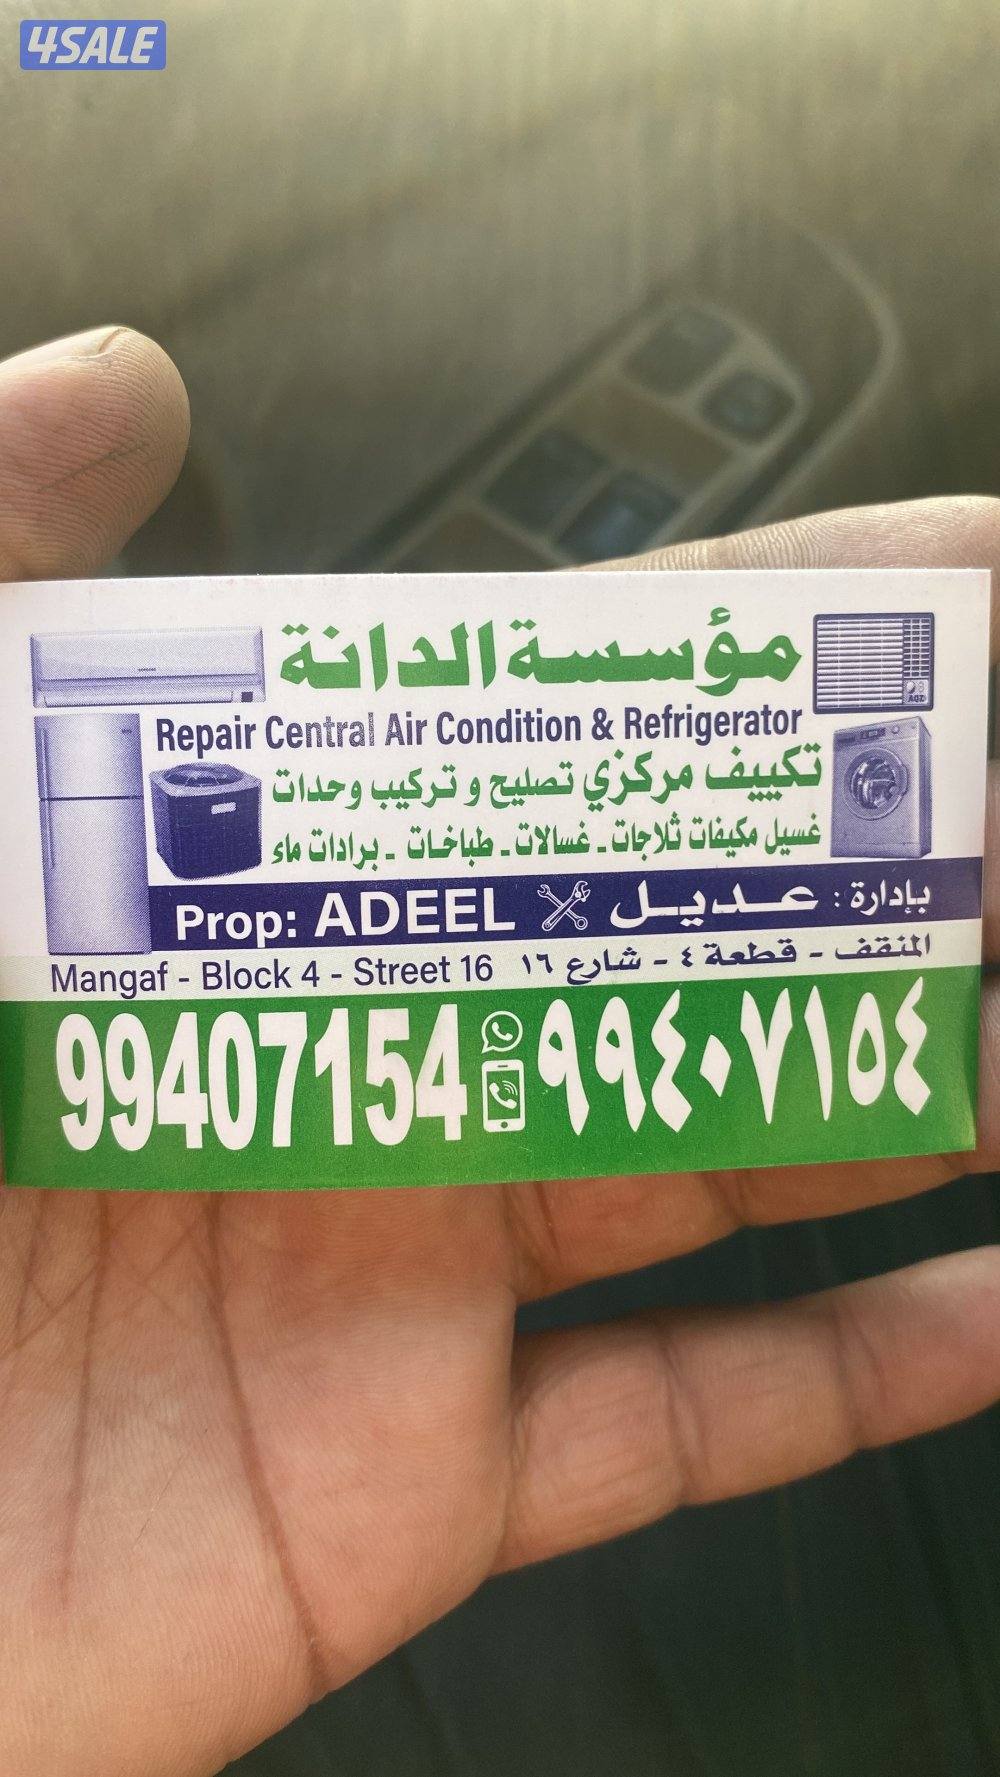 4SALE
مؤسسة الدانة
Repair Central Air Condition & Refrigerator
تكييف مركزي تصليح و تركيب وحدات
غسيل مكيفات ثلاجات - غسالات - طباخات - برادات ماء
Prop: ADEEL بإدارة : عديل
Mangaf - Block 4 - Street 16 المنقف - قطعة ٤ - شارع ١٦
99407154 ٩٩٤٠٧١٥٤